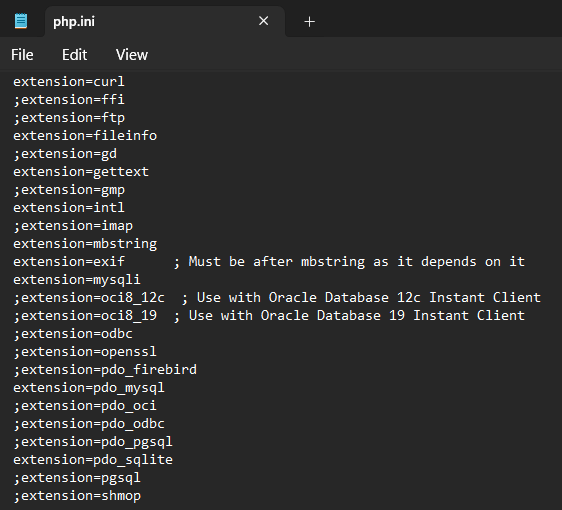 php.ini
File Edit View
extension=curl
;extension=ffi
;extension=ftp
extension=fileinfo
;extension=gd
extension=gettext
;extension=gmp
extension=intl
;extension=imap
extension=mbstring
extension=exif      ; Must be after mbstring as it depends on it
extension=mysqli
;extension=oci8_12c  ; Use with Oracle Database 12c Instant Client
;extension=oci8_19  ; Use with Oracle Database 19 Instant Client
;extension=odbc
;extension=openssl
;extension=pdo_firebird
extension=pdo_mysql
;extension=pdo_oci
;extension=pdo_odbc
;extension=pdo_pgsql
extension=pdo_sqlite
;extension=pgsql
;extension=shmop